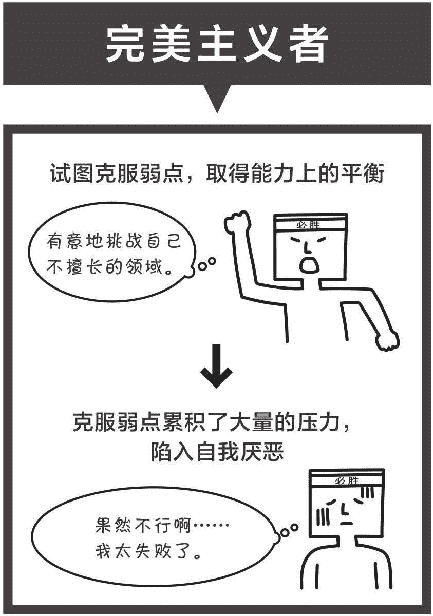 完美主义者
试图克服弱点，取得能力上的平衡
有意地挑战自己
不擅长的领域。
必胜
克服弱点累积了大量的压力，
陷入自我厌恶
必胜
果然不行啊……
我太失败了。